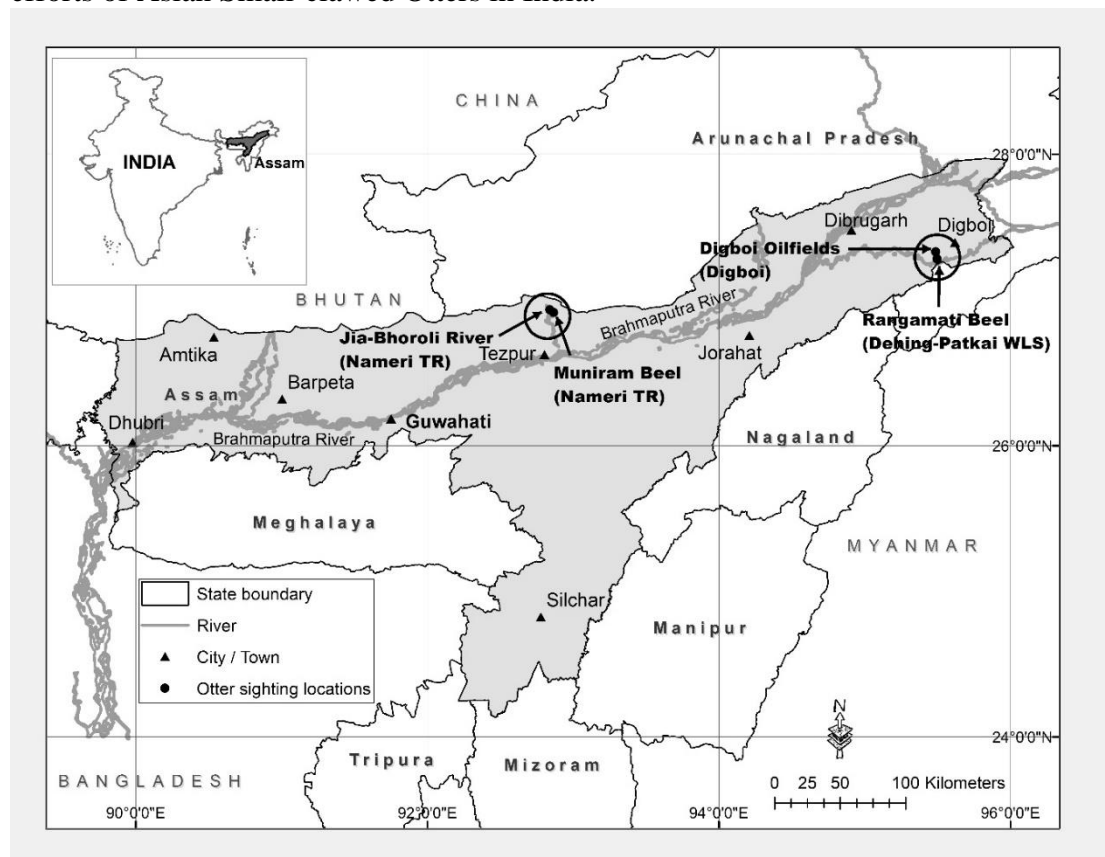 efforts of Asian Small-clawed Otters in India.
CHINA
INDIA
Assam
Arunachal Pradesh
28°0'0"N
Dibrugarh
Digboi
Digboi Oilfields
(Digboi)
BHUTAN
Brahmaputra River
Rangamati Beel
(Dehing-Patkai WLS)
Jia-Bhoroli River
(Nameri TR)
Tezpur
Jorahat
Amtika
Muniram Beel
(Nameri TR)
Assam
Barpeta
Dhubri
Guwahati
Brahmaputra River
Nagaland
26°0'0"N
Meghalaya
MYANMAR
State boundary
River
City / Town
Otter sighting locations
Silchar
Manipur
N
24°0'0"N
Tripura
Mizoram
BANGLADESH
0 25 50 100 Kilometers
90°0'0"E
92°0'0"E
94°0'0"E
96°0'0"E